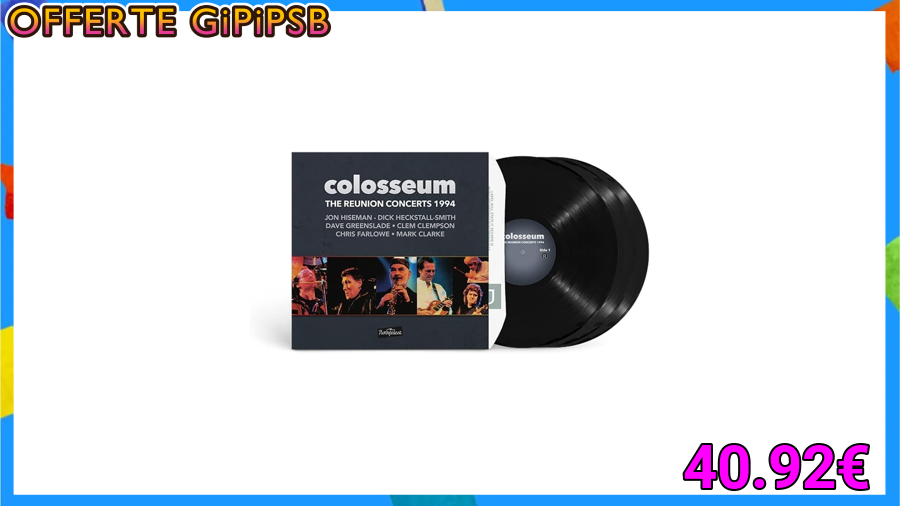 OFFERTE GiPiPSB
colosseum
THE REUNION CONCERTS 1994
JON HISEMAN - DICK HECKSTALL-SMITH
DAVE GREENSLADE • CLEM CLEMPSON
CHRIS FARLOWE • MARK CLARKE
Rockpalast
colosseum
THE REUNION CONCERTS 1994
Side 1
40.92€